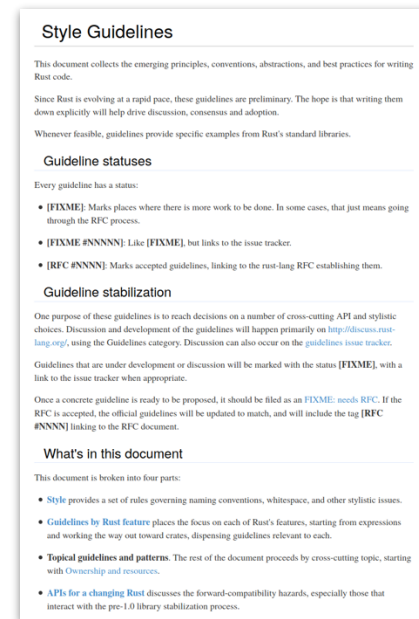 Style Guidelines
This document collects the emerging principles, conventions, abstractions, and best practices for writing
Rust code.
Since Rust is evolving at a rapid pace, these guidelines are preliminary. The hope is that writing them
down explicitly will help drive discussion, consensus and adoption.
Whenever feasible, guidelines provide specific examples from Rust's standard libraries.
Guideline statuses
Every guideline has a status:
• [FIXME]: Marks places where there is more work to be done. In some cases, that just means going
through the RFC process.
• [FIXME #NNNNN]: Like [FIXME], but links to the issue tracker.
• [RFC #NNNN]: Marks accepted guidelines, linking to the rust-lang RFC establishing them.
Guideline stabilization
One purpose of these guidelines is to reach decisions on a number of cross-cutting API and stylistic
choices. Discussion and development of the guidelines will happen primarily on http://discuss.rust-
lang.org/, using the Guidelines category. Discussion can also occur on the guidelines issue tracker.
Guidelines that are under development or discussion will be marked with the status [FIXME], with a
link to the issue tracker when appropriate.
Once a concrete guideline is ready to be proposed, it should be filed as an FIXME: needs RFC. If the
RFC is accepted, the official guidelines will be updated to match, and will include the tag [RFC
#NNNN] linking to the RFC document.
What's in this document
This document is broken into four parts:
• Style provides a set of rules governing naming conventions, whitespace, and other stylistic issues.
• Guidelines by Rust feature places the focus on each of Rust's features, starting from expressions
and working the way out toward crates, dispensing guidelines relevant to each.
• Topical guidelines and patterns. The rest of the document proceeds by cross-cutting topic, starting
with Ownership and resources.
• APIs for a changing Rust discusses the forward-compatibility hazards, especially those that
interact with the pre-1.0 library stabilization process.